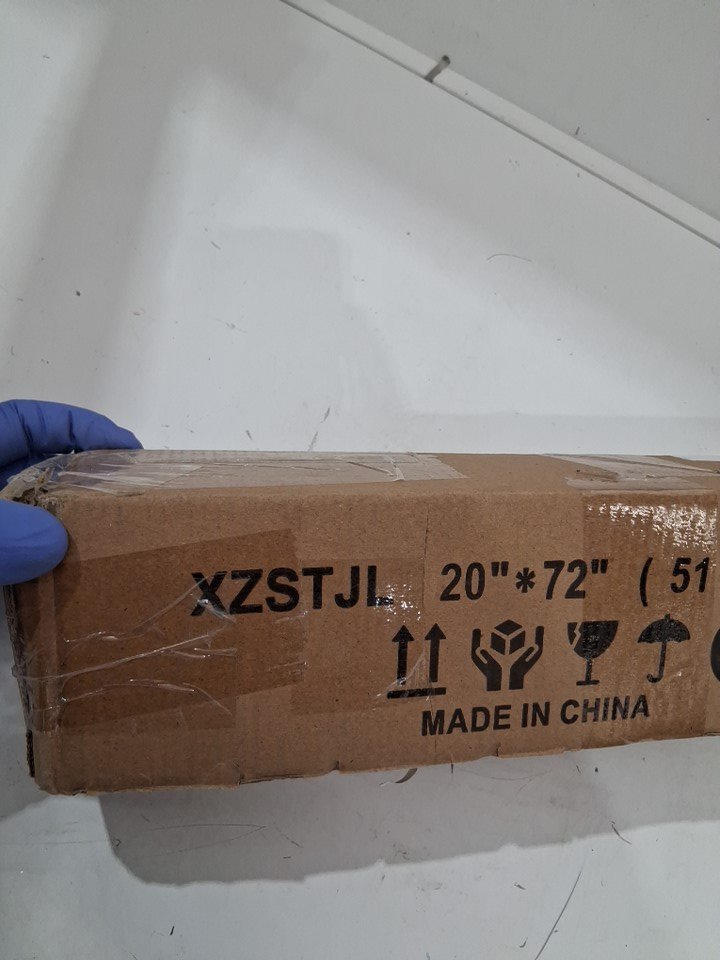 XZSTJL 20"*72" (51
MADE IN CHINA